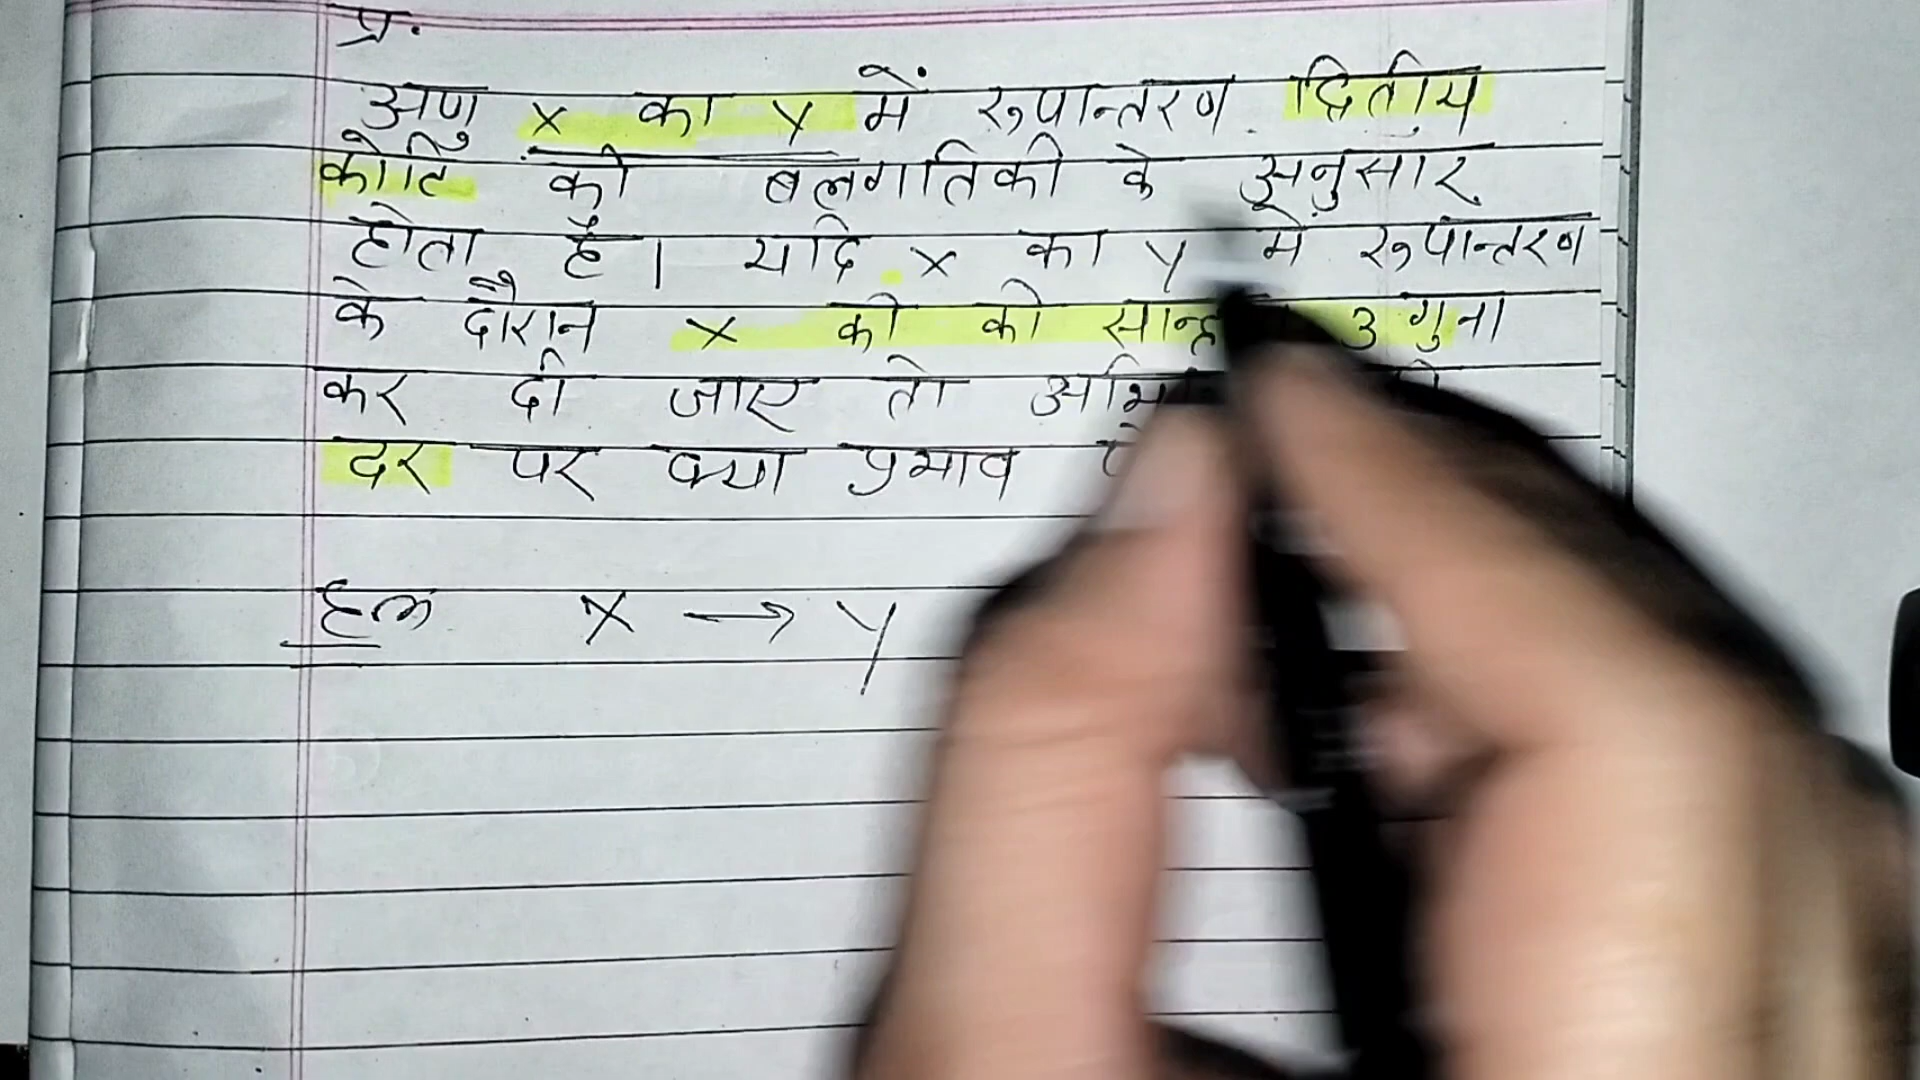 प्र.
अणु x का y में रुपान्तरण द्वितीय
कोटि की बलगतिकी के अनुसार
होता है। यदि x का y में रुपान्तरण
के दौरान x की की 3 गुना
कर दी जाए तो
दर पर क्या प्रभाव
हल X → Y